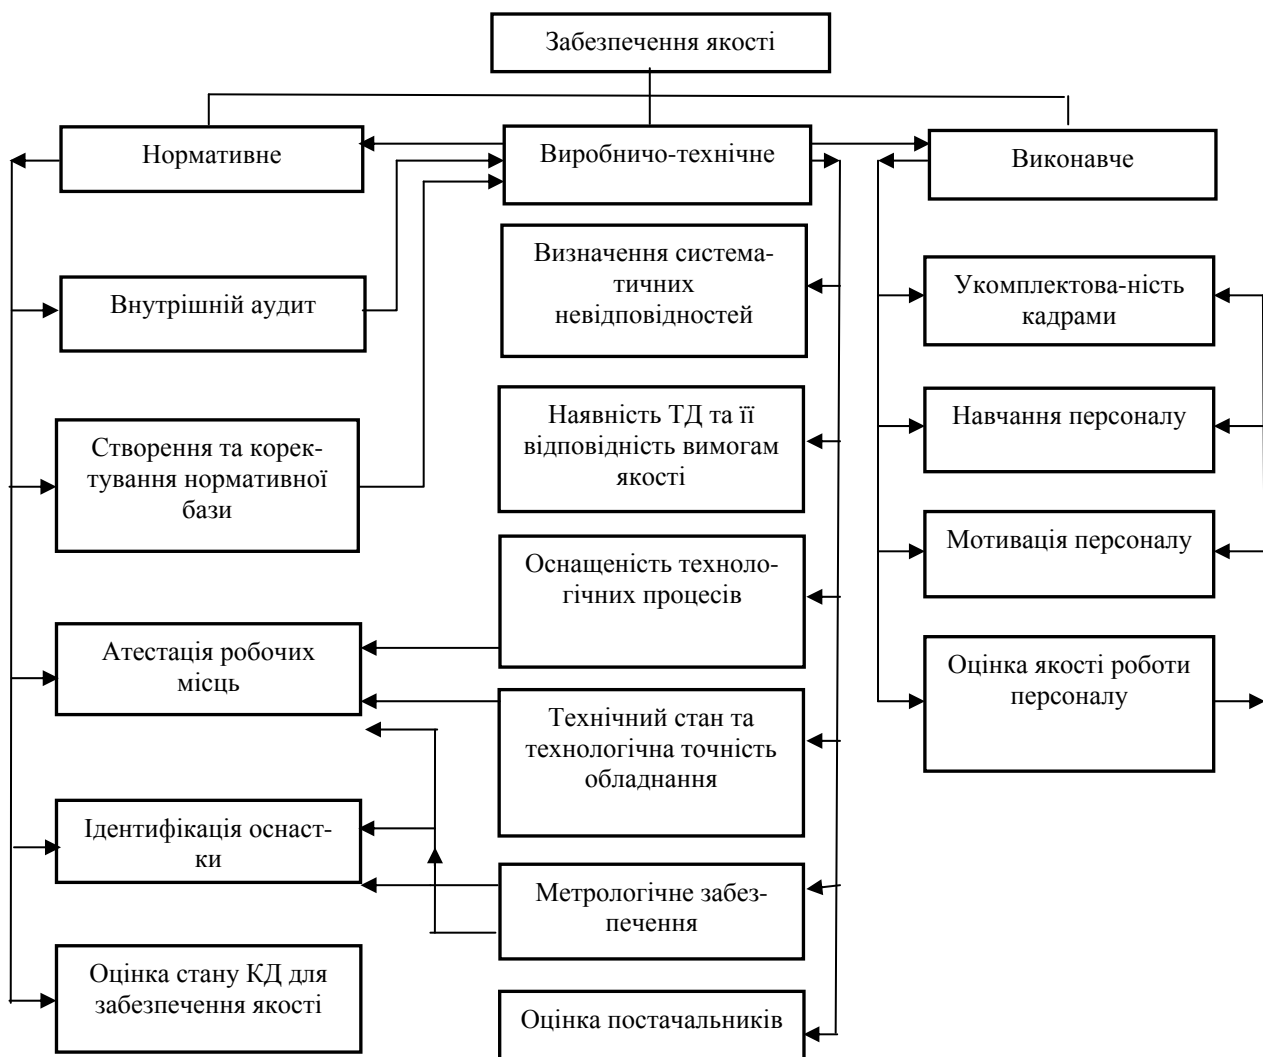 Забезпечення якості
Нормативне
Виробничо-технічне
Виконавче
Внутрішній аудит
Створення та корек-
тування нормативної
бази
Атестація робочих
місць
Ідентифікація оснаст-
ки
Оцінка стану КД для
забезпечення якості
Визначення система-
тичних
невідповідностей
Наявність ТД та її
відповідність вимогам
якості
Оснащеність техноло-
гічних процесів
Технічний стан та
технологічна точність
обладнання
Метрологічне забез-
печення
Оцінка постачальників
Укомплектова-ність
кадрами
Навчання персоналу
Мотивація персоналу
Оцінка якості роботи
персоналу